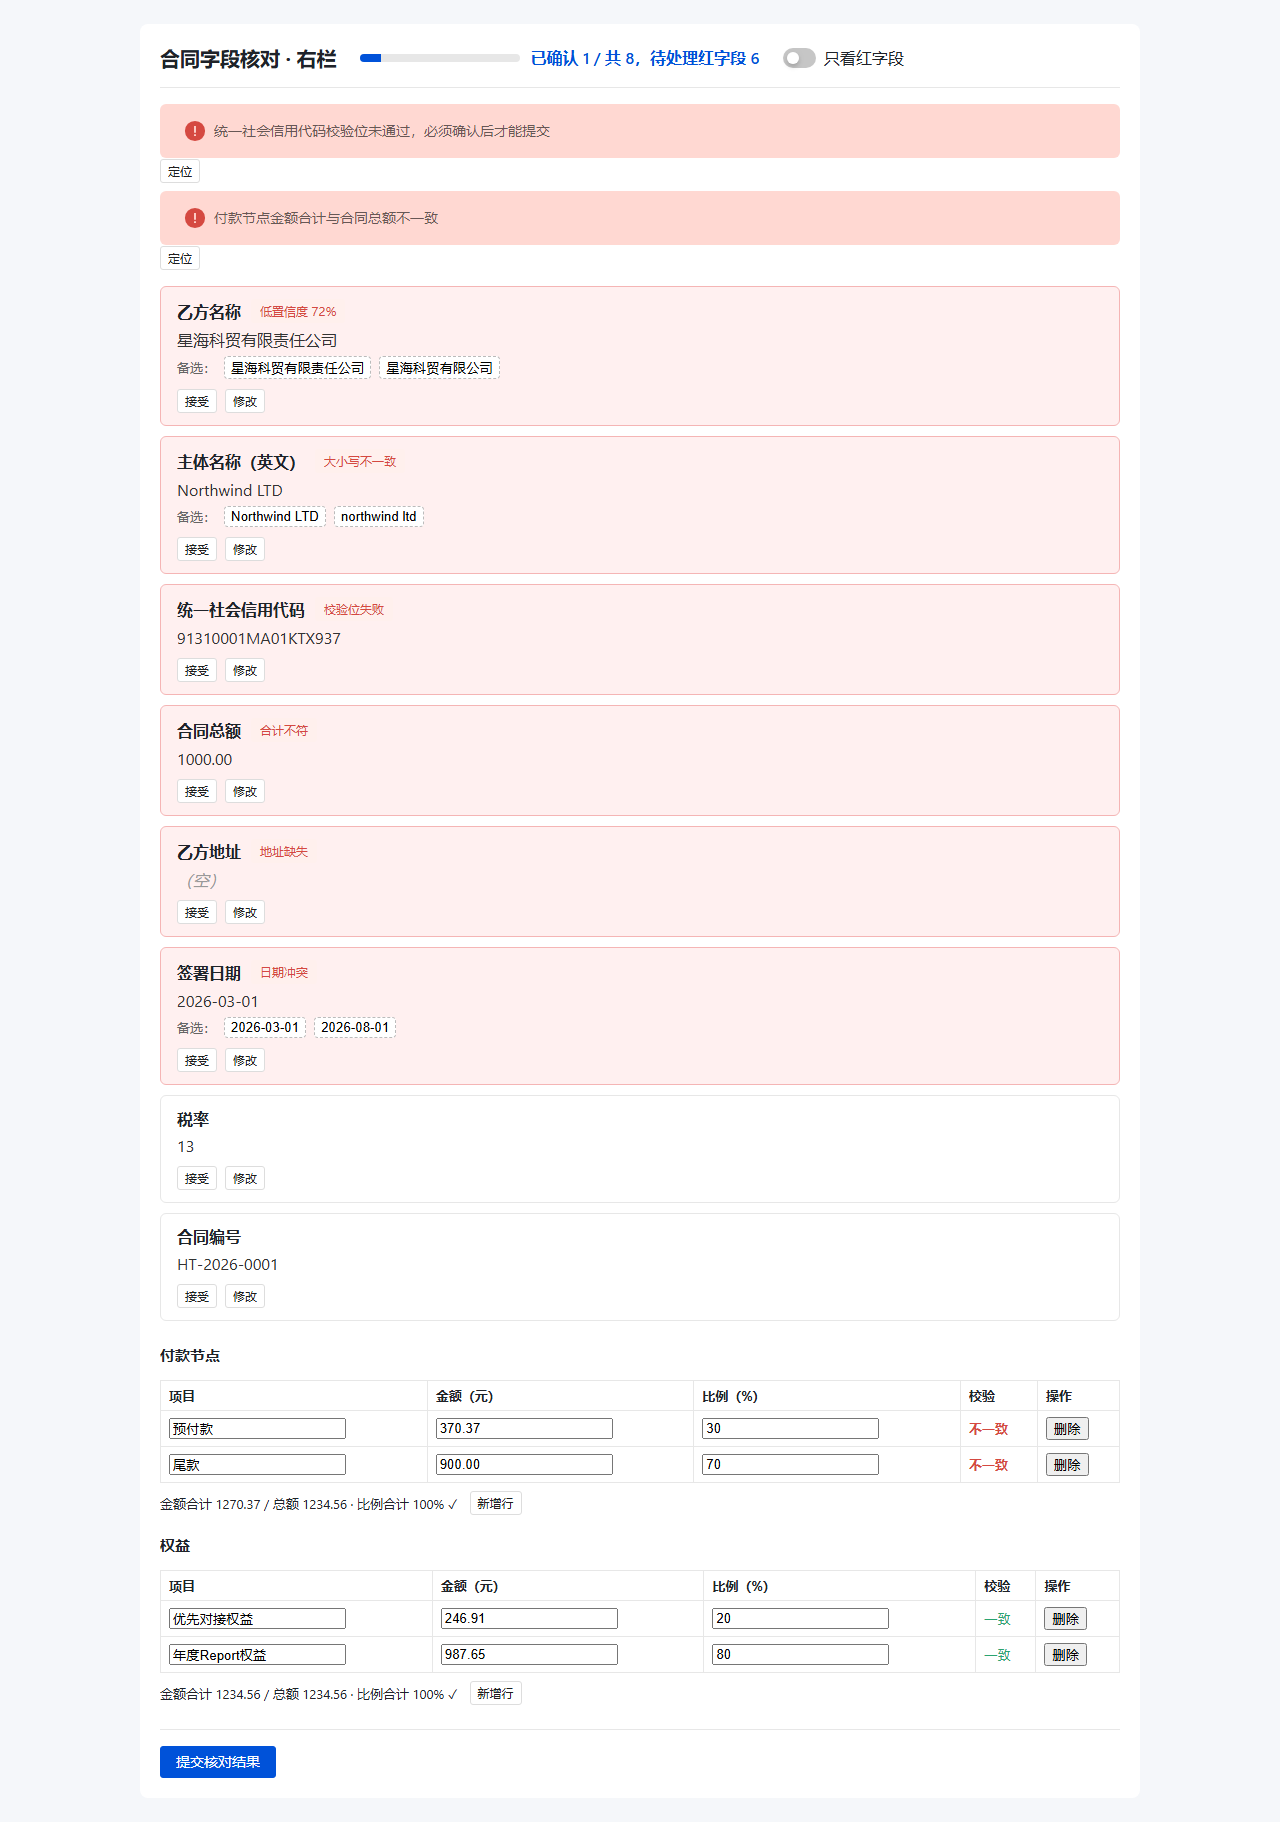 合同字段核对 · 右栏 已确认 1 / 共 8，待处理红字段 6 只看红字段
统一社会信用代码校验位未通过，必须确认后才能提交
定位
付款节点金额合计与合同总额不一致
定位
乙方名称 低置信度 72%
星海科贸有限责任公司
备选： 星海科贸有限责任公司 星海科贸有限公司
接受 修改
主体名称（英文） 大小写不一致
Northwind LTD
备选： Northwind LTD northwind ltd
接受 修改
统一社会信用代码 校验位失败
91310001MA01KTX937
接受 修改
合同总额 合计不符
1000.00
接受 修改
乙方地址 地址缺失
（空）
接受 修改
签署日期 日期冲突
2026-03-01
备选： 2026-03-01 2026-08-01
接受 修改
税率
13
接受 修改
合同编号
HT-2026-0001
接受 修改
付款节点
项目 金额（元） 比例（%） 校验 操作
预付款 370.37 30 不一致 删除
尾款 900.00 70 不一致 删除
金额合计 1270.37 / 总额 1234.56 · 比例合计 100% ✓ 新增行
权益
项目 金额（元） 比例（%） 校验 操作
优先对接权益 246.91 20 一致 删除
年度Report权益 987.65 80 一致 删除
金额合计 1234.56 / 总额 1234.56 · 比例合计 100% ✓ 新增行
提交核对结果